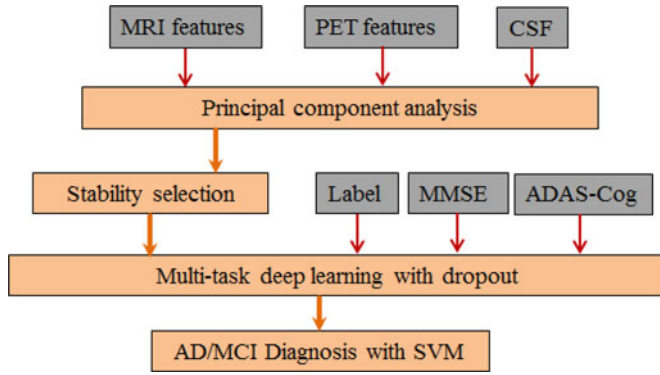 MRI features
PET features
CSF
Principal component analysis
Stability selection
Label
MMSE
ADAS-Cog
Multi-task deep learning with dropout
AD/MCI Diagnosis with SVM